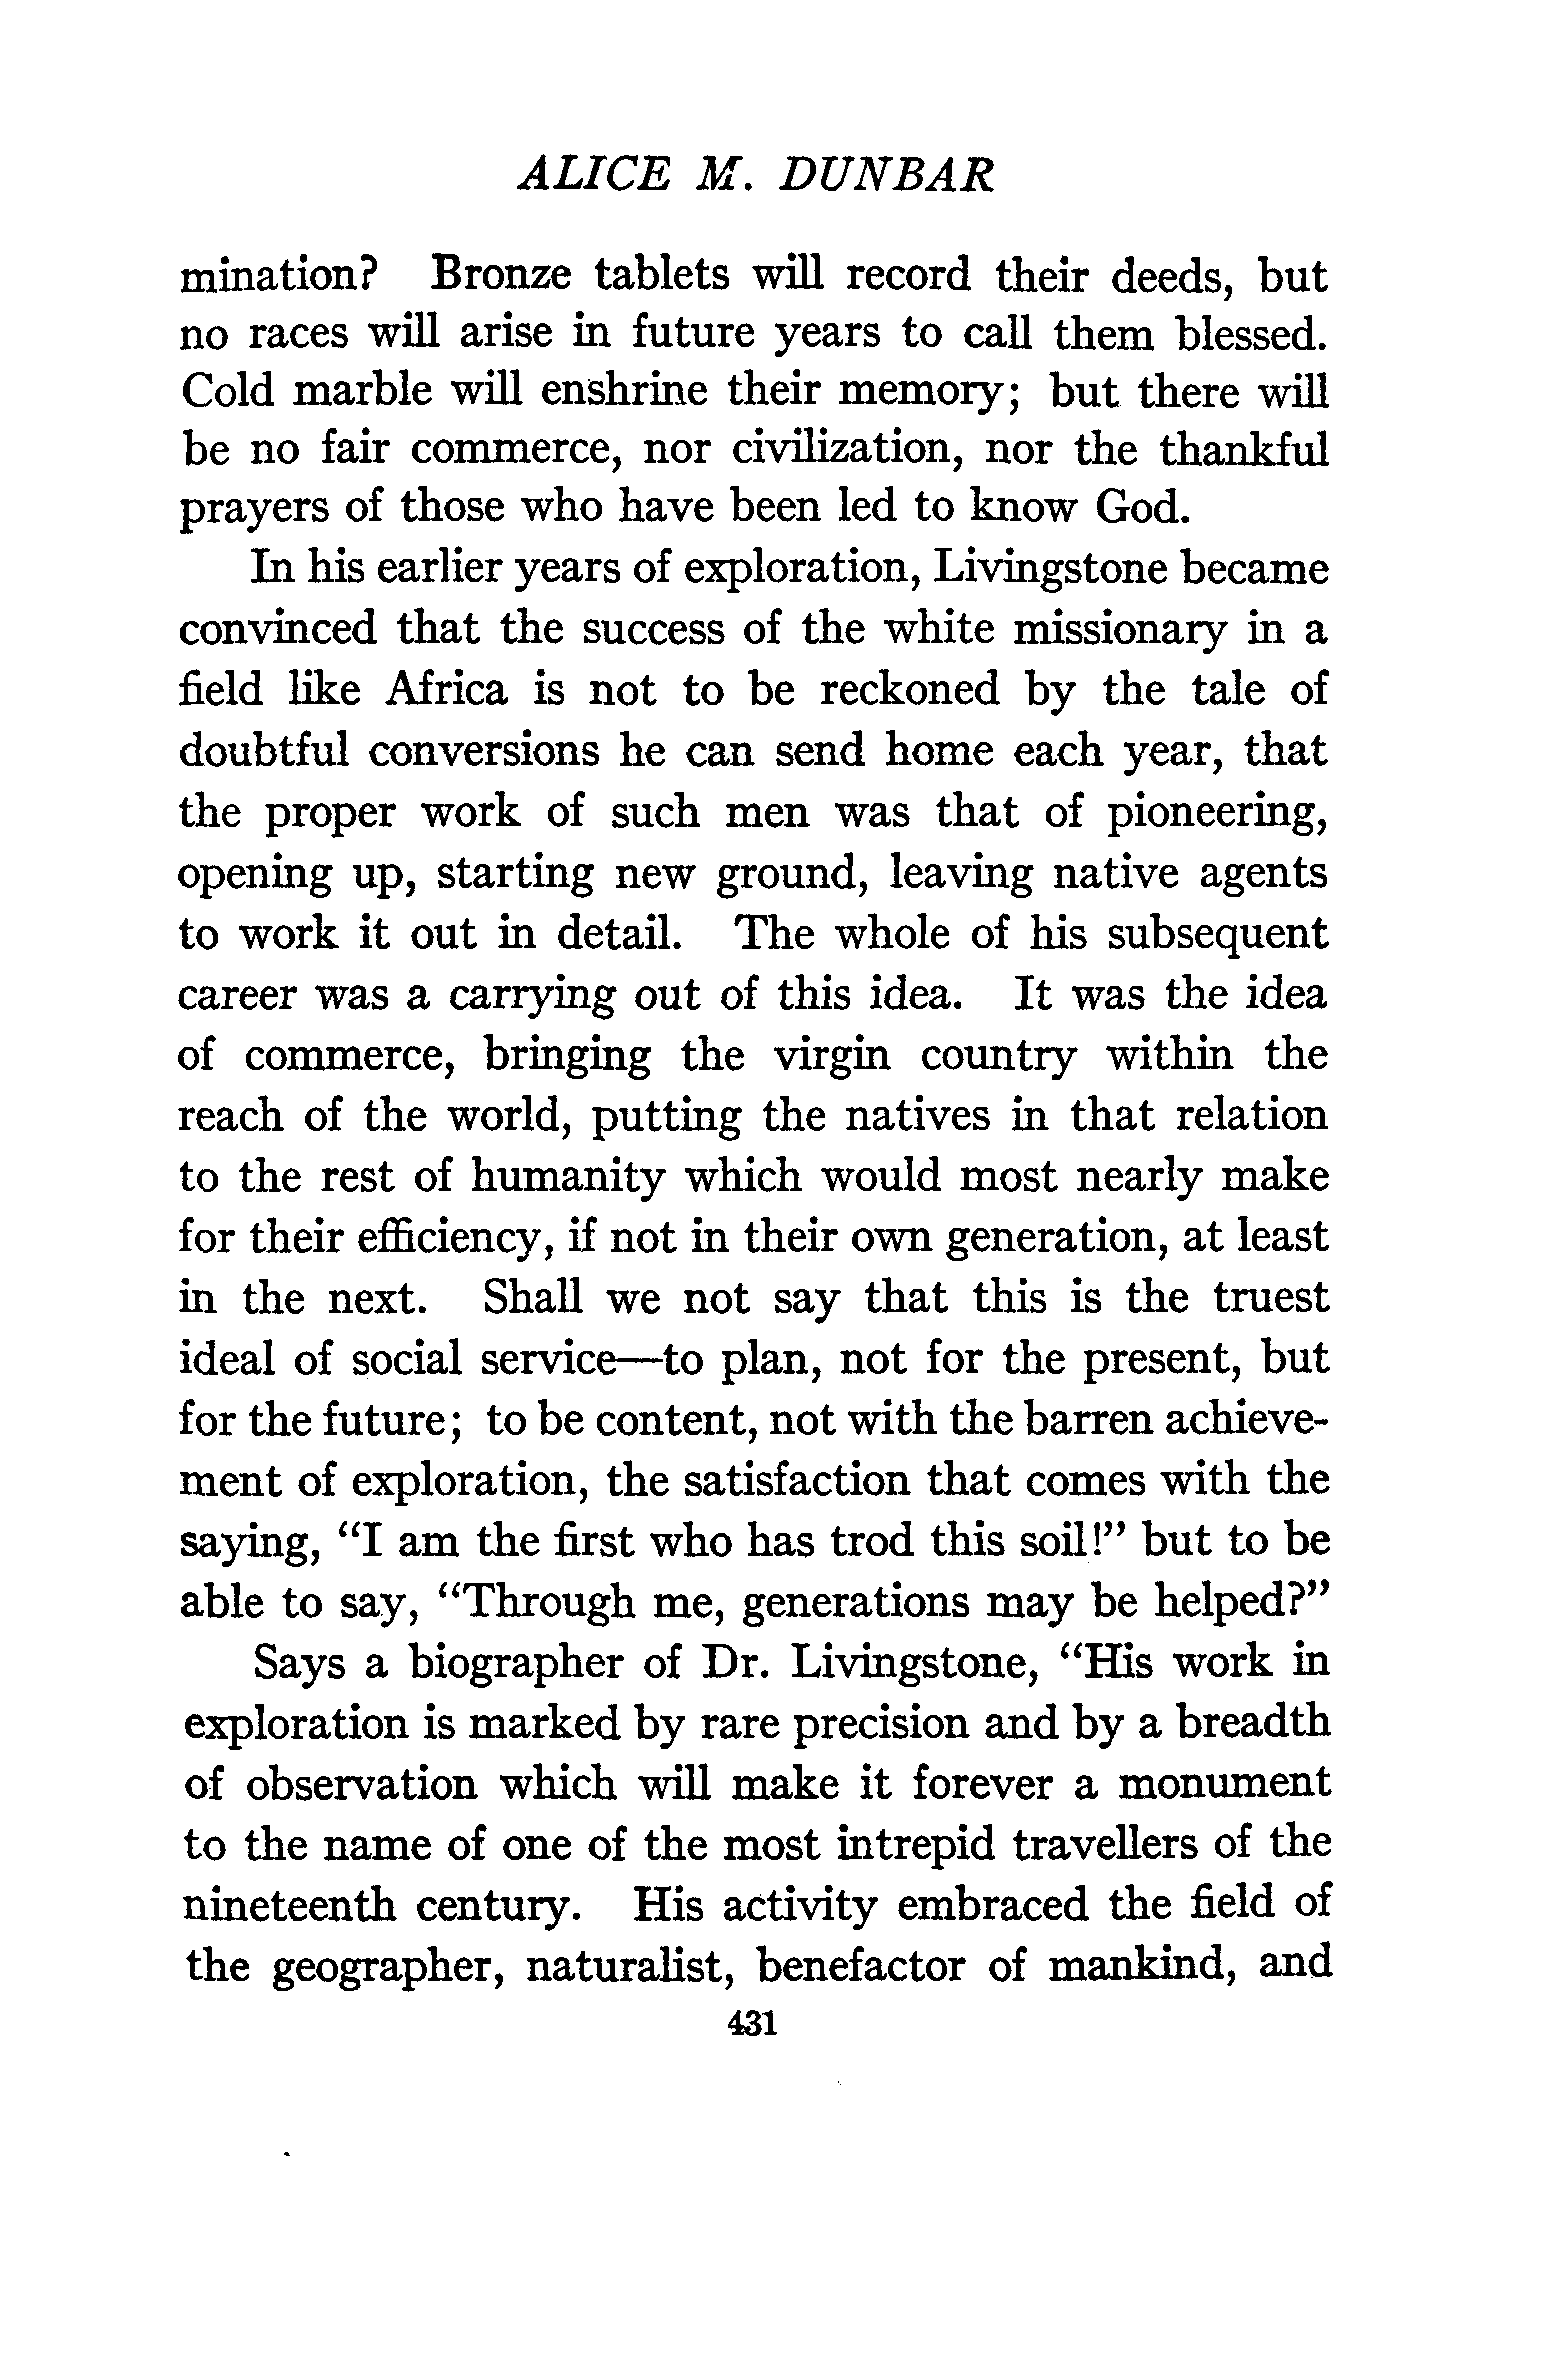 ALICE M. DUNBAR
mination? Bronze tablets will record their deeds, but
no races will arise in future years to call them blessed.
Cold marble will enshrine their memory; but there will
be no fair commerce, nor civilization, nor the thankful
prayers of those who have been led to know God.
In his earlier years of exploration, Livingstone became
convinced that the success of the white missionary in a
field like Africa is not to be reckoned by the tale of
doubtful conversions he can send home each year, that
the proper work of such men was that of pioneering,
opening up, starting new ground, leaving native agents
to work it out in detail. The whole of his subsequent
career was a carrying out of this idea. It was the idea
of commerce, bringing the virgin country within the
reach of the world, putting the natives in that relation
to the rest of humanity which would most nearly make
for their efficiency, if not in their own generation, at least
in the next. Shall we not say that this is the truest
ideal of social service—to plan, not for the present, but
for the future; to be content, not with the barren achieve-
ment of exploration, the satisfaction that comes with the
saying, “I am the first who has trod this soil!” but to be
able to say, “Through me, generations may be helped?”
Says a biographer of Dr. Livingstone, “His work in
exploration is marked by rare precision and by a breadth
of observation which will make it forever a monument
to the name of one of the most intrepid travellers of the
nineteenth century. His activity embraced the field of
the geographer, naturalist, benefactor of mankind, and
431